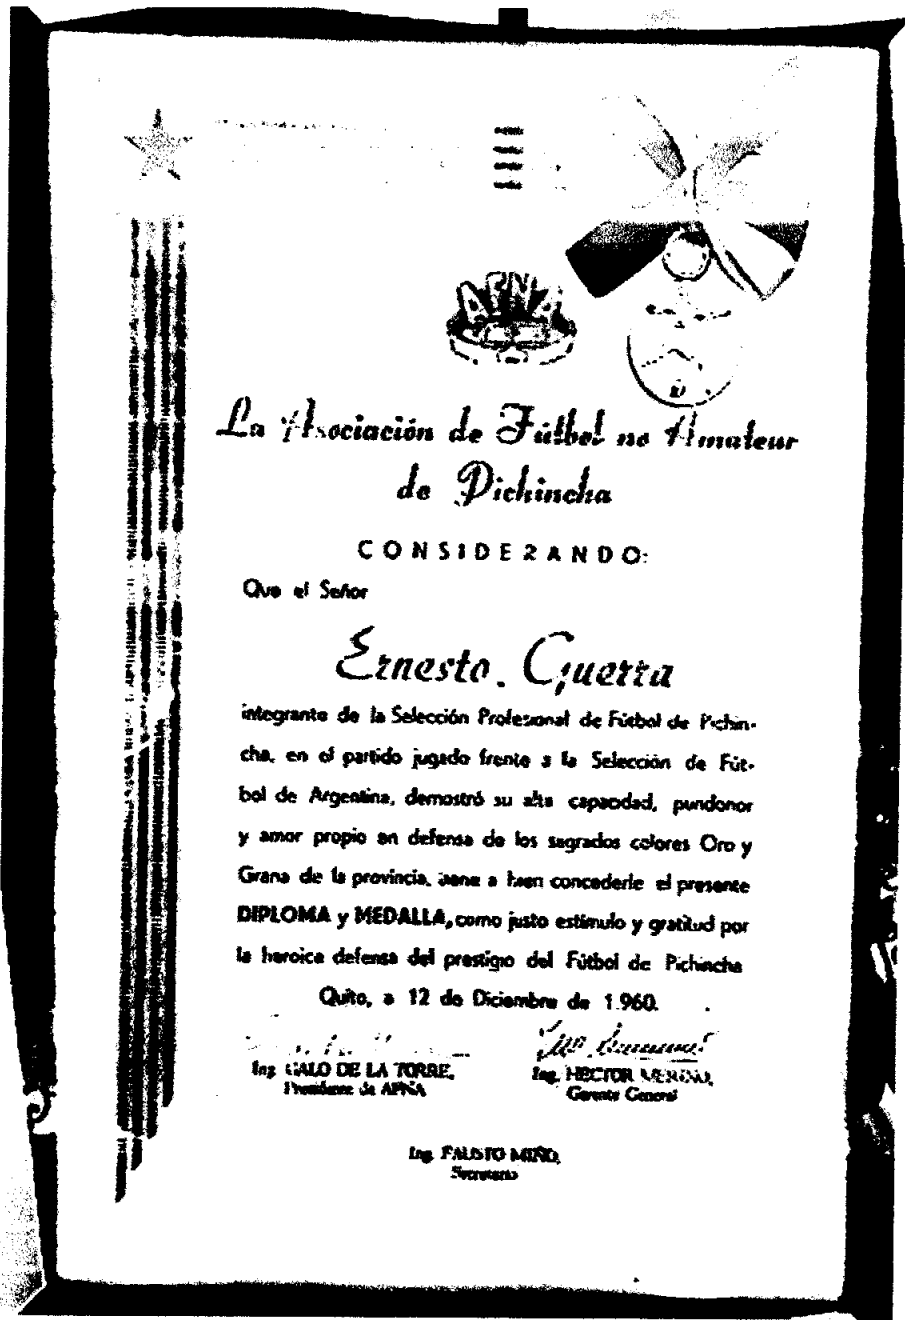 AFNA
La Asociación de Fútbol no Amateur
de Pichincha
CONSIDERANDO:
Que el Señor
Ernesto Guerra
integrante de la Selección Profesional de Fútbol de Pichin-
cha, en el partido jugado frente a la Selección de Fút-
bol de Argentina, demostró su alta capacidad, pundonor
y amor propio en defensa de los sagrados colores Oro y
Grana de la provincia, tiene a bien concederle el presente
DIPLOMA y MEDALLA, como justo estímulo y gratitud por
la heroica defensa del prestigio del Fútbol de Pichincha
Quito, a 12 de Diciembre de 1.960.
Ing. GALO DE LA TORRE,
Presidente de AFNA
Ing. HECTOR MERINO,
Gerente General
Ing. FAUSTO MIÑO,
Secretario